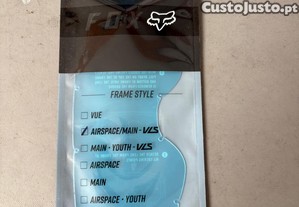 CustoJusto.pt
FOX
FRAME STYLE
VUE
AIRSPACE/MAIN - VLS
MAIN - YOUTH - VLS
AIRSPACE
MAIN
AIRSPACE - YOUTH